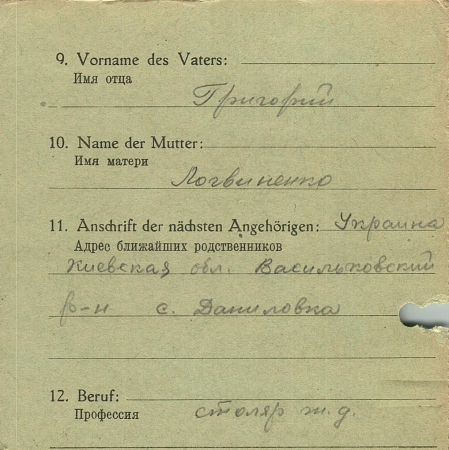 9. Vorname des Vaters:
Имя отца
Григорий
10. Name der Mutter:
Имя матери
Логвиненко
11. Anschrift der nächsten Angehörigen: Украина
Адрес ближайших родственников
Киевская обл. Васильковский
р-н с. Даниловка
12. Beruf:
Профессия
столяр ж.д.